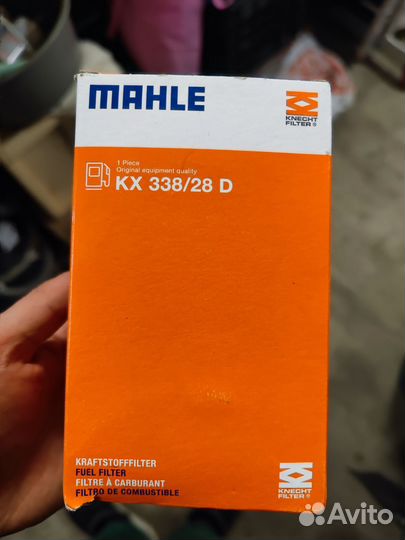 MAHLE
KNECHT
FILTER®
1 Piece
Original equipment quality
KX 338/28 D
KRAFTSTOFFFILTER
FUEL FILTER
FILTRE À CARBURANT
FILTRO DE COMBUSTIBLE
KNECHT
FILTER®
Avito